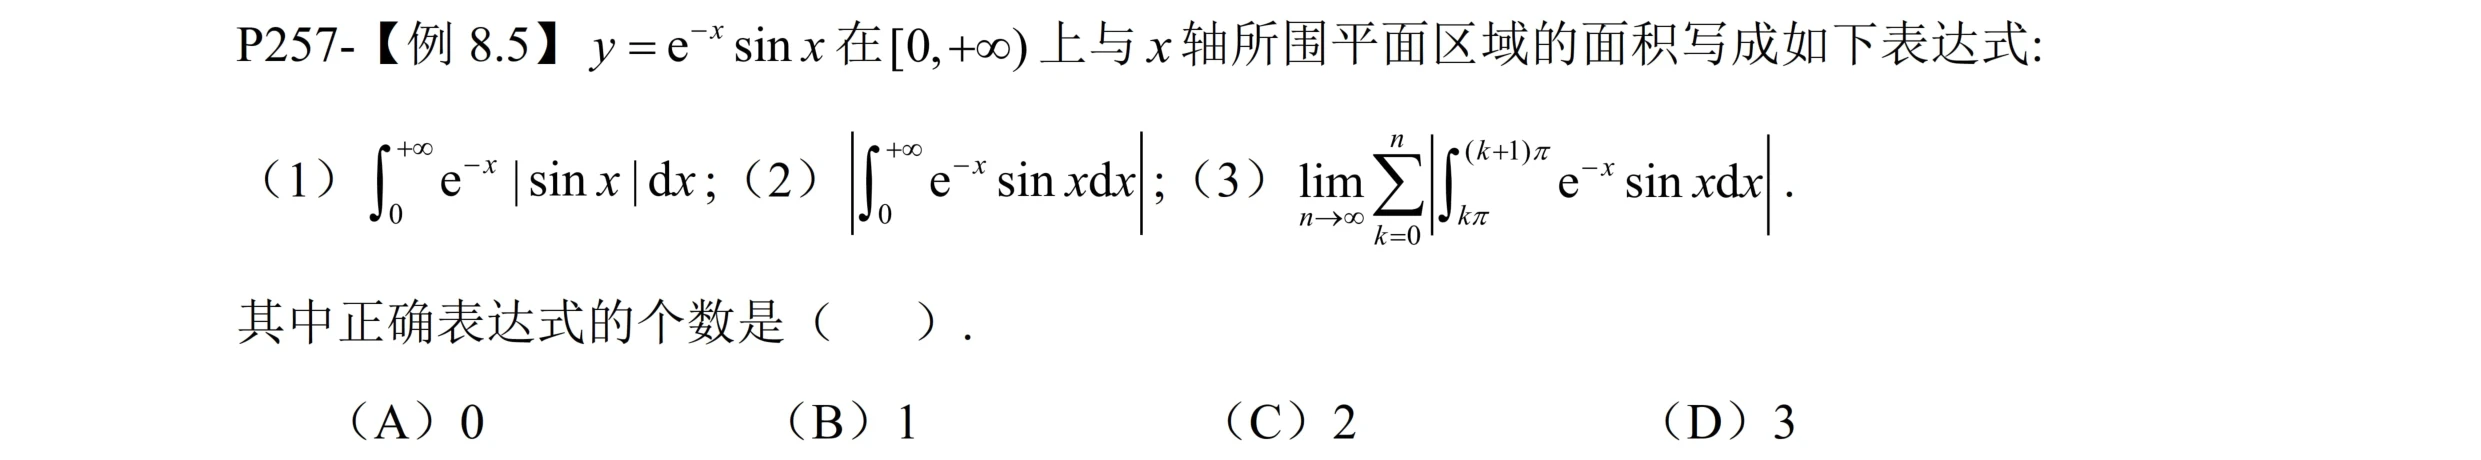 P257-【例 8.5】 y = e^{-x} sin x 在 [0, +∞) 上与 x 轴所围平面区域的面积写成如下表达式:
（1） ∫_0^{+∞} e^{-x} | sin x | dx ;（2） |∫_0^{+∞} e^{-x} sin xdx| ;（3） lim_{n→∞} ∑_{k=0}^{n} |∫_{kπ}^{(k+1)π} e^{-x} sin xdx| .
其中正确表达式的个数是（ ）.
（A）0 （B）1 （C）2 （D）3